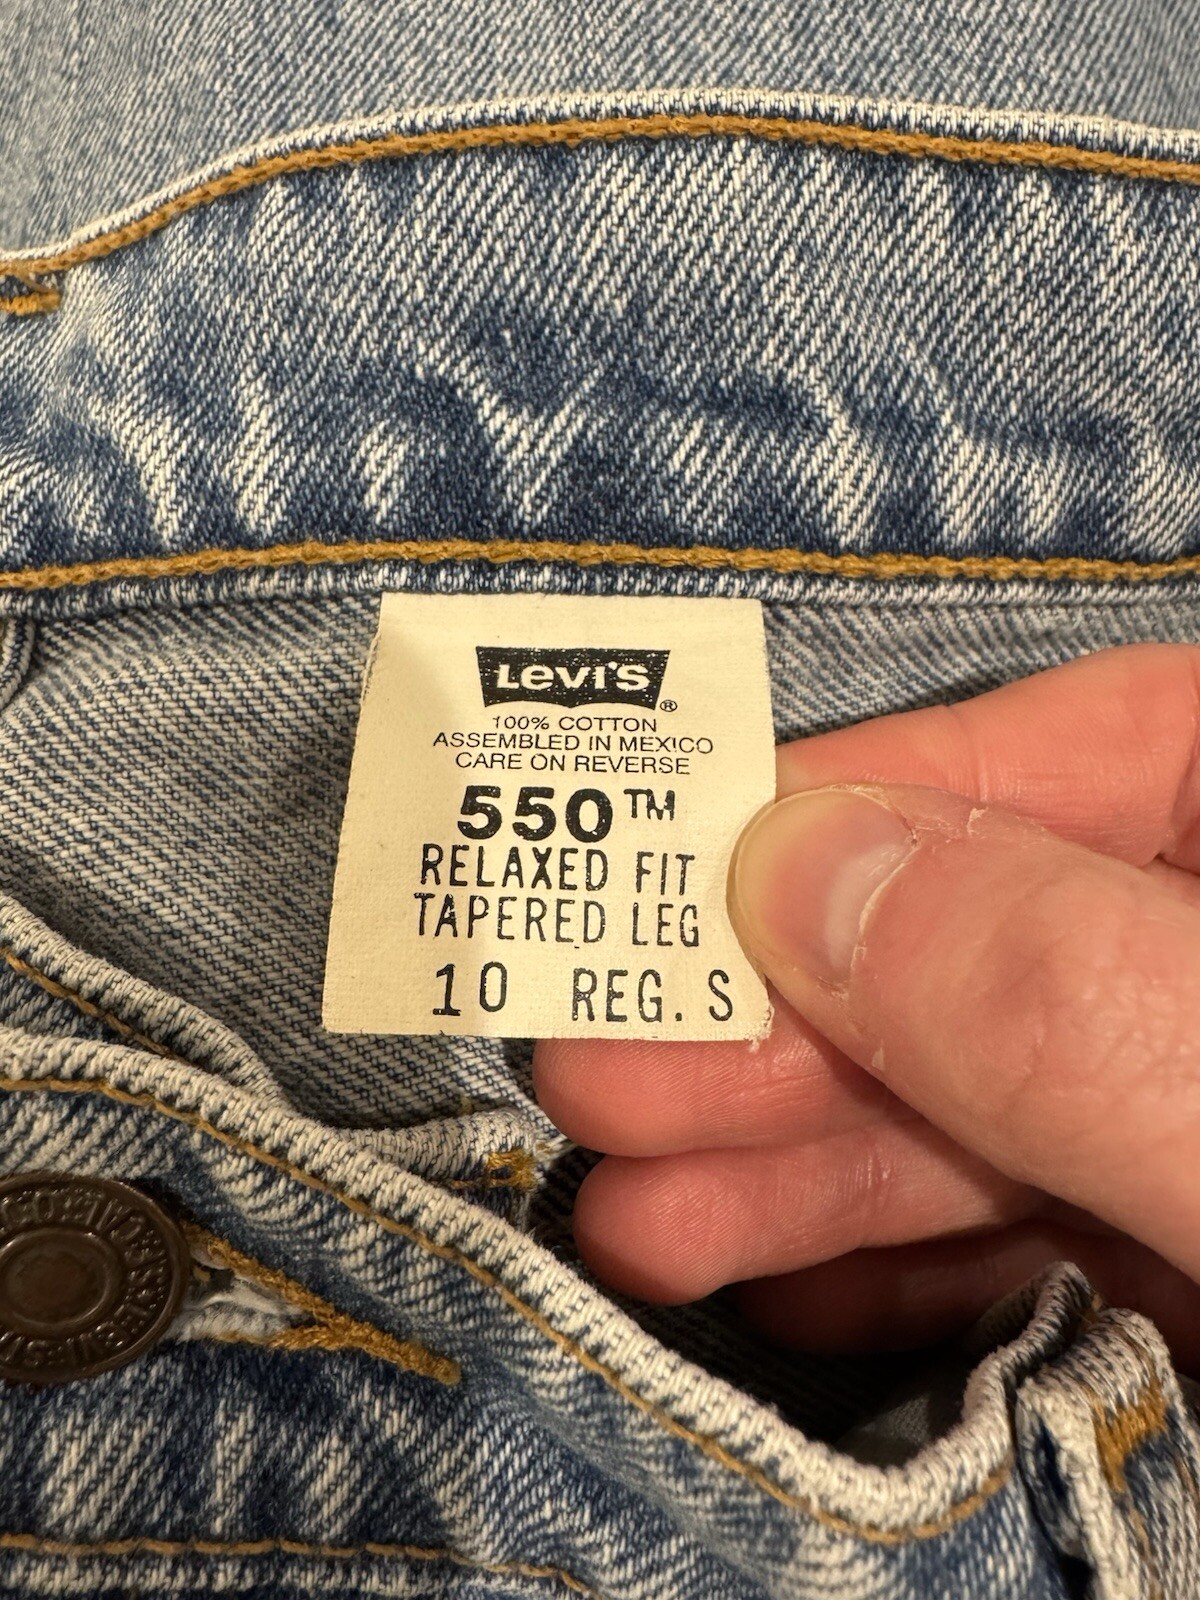 Levi's®
100% COTTON
ASSEMBLED IN MEXICO
CARE ON REVERSE
550™
RELAXED FIT
TAPERED LEG
10 REG. S